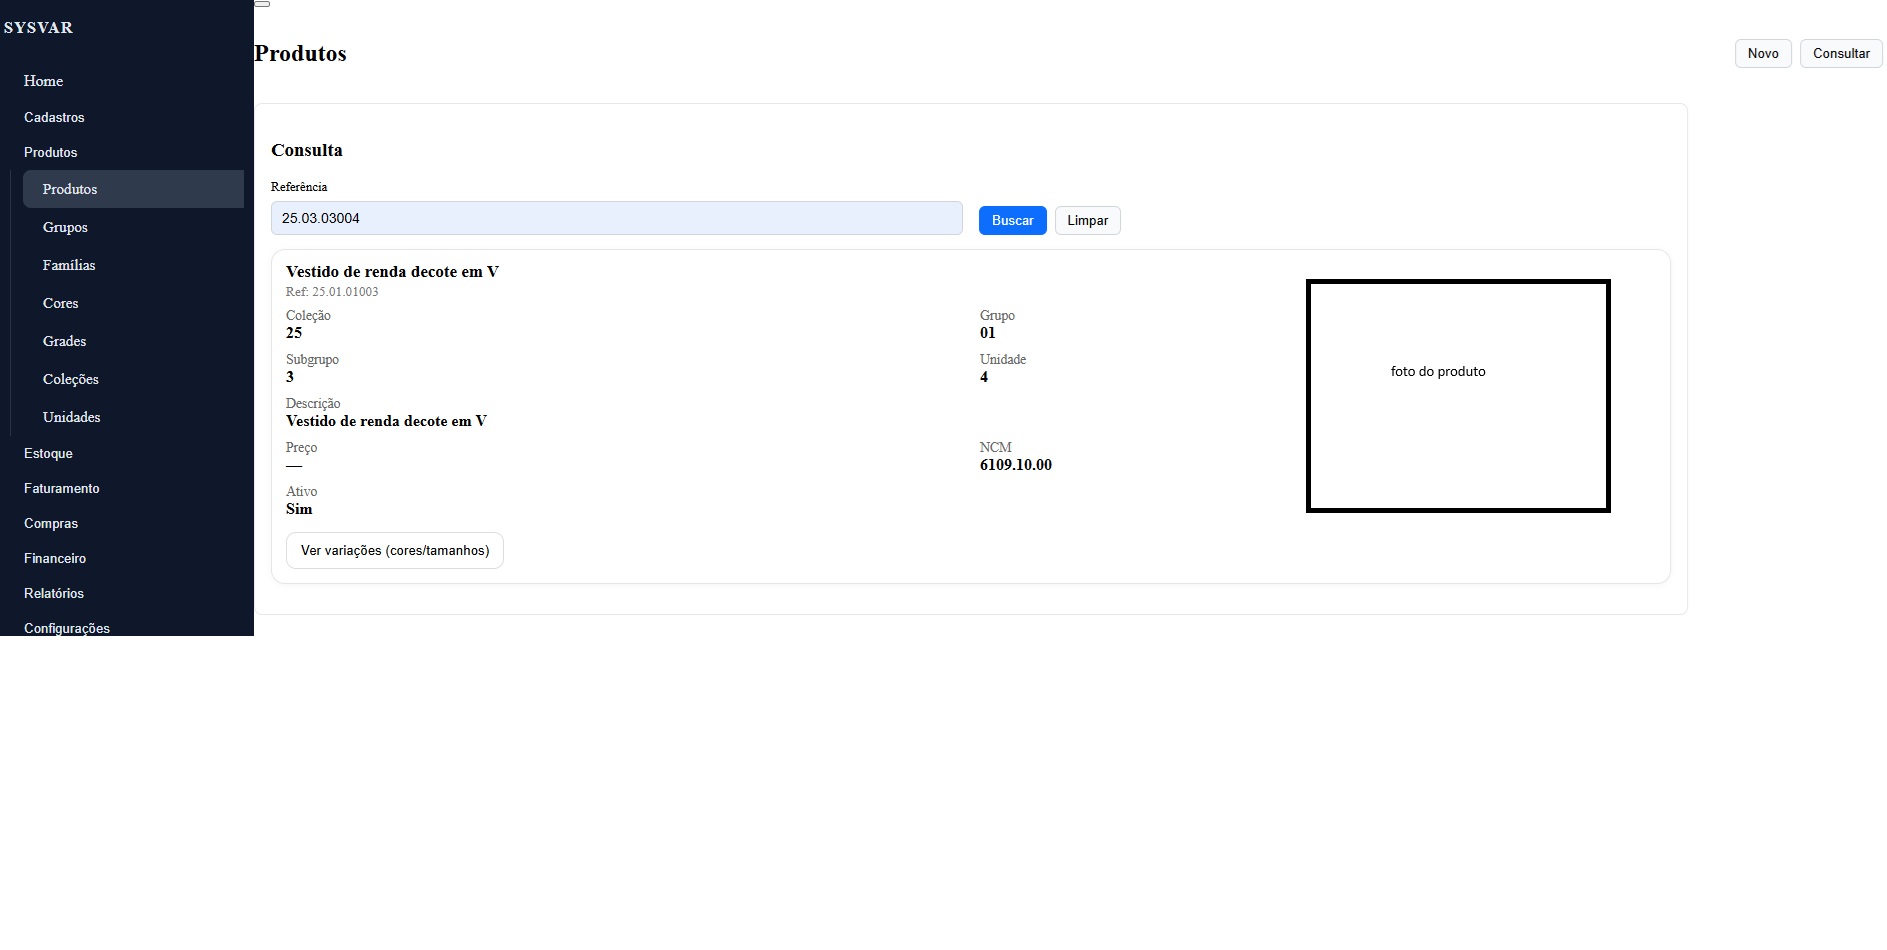 SYSVAR
Home
Cadastros
Produtos
Produtos
Grupos
Famílias
Cores
Grades
Coleções
Unidades
Estoque
Faturamento
Compras
Financeiro
Relatórios
Configurações
Produtos
Novo
Consultar
Consulta
Referência
25.03.03004
Buscar
Limpar
Vestido de renda decote em V
Ref: 25.01.01003
Coleção
25
Grupo
01
Subgrupo
3
Unidade
4
Descrição
Vestido de renda decote em V
Preço
—
NCM
6109.10.00
Ativo
Sim
Ver variações (cores/tamanhos)
foto do produto